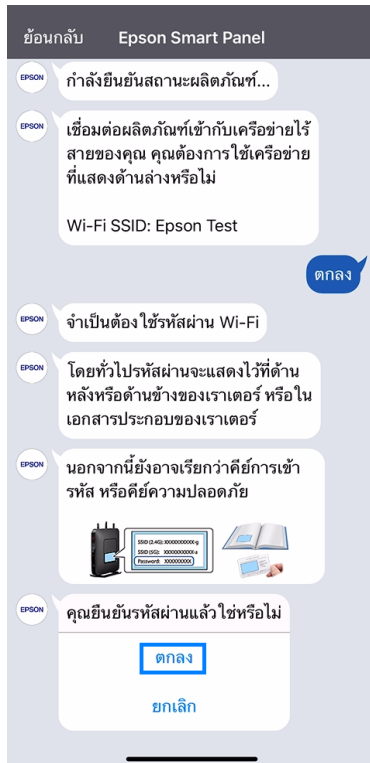 ย้อนกลับ Epson Smart Panel
EPSON
กำลังยืนยันสถานะผลิตภัณฑ์...
EPSON
เชื่อมต่อผลิตภัณฑ์เข้ากับเครือข่ายไร้
สายของคุณ คุณต้องการใช้เครือข่าย
ที่แสดงด้านล่างหรือไม่
Wi-Fi SSID: Epson Test
ตกลง
EPSON
จำเป็นต้องใช้รหัสผ่าน Wi-Fi
EPSON
โดยทั่วไปรหัสผ่านจะแสดงไว้ที่ด้าน
หลังหรือด้านข้างของเราเตอร์ หรือใน
เอกสารประกอบของเราเตอร์
EPSON
นอกจากนี้ยังอาจเรียกว่าคีย์การเข้า
รหัส หรือคีย์ความปลอดภัย
SSID (2.4G): XXXXXXXXXX-g
SSID (5G): XXXXXXXXXX-a
Password: XXXXXXXXX
EPSON
คุณยืนยันรหัสผ่านแล้วใช่หรือไม่
ตกลง
ยกเลิก